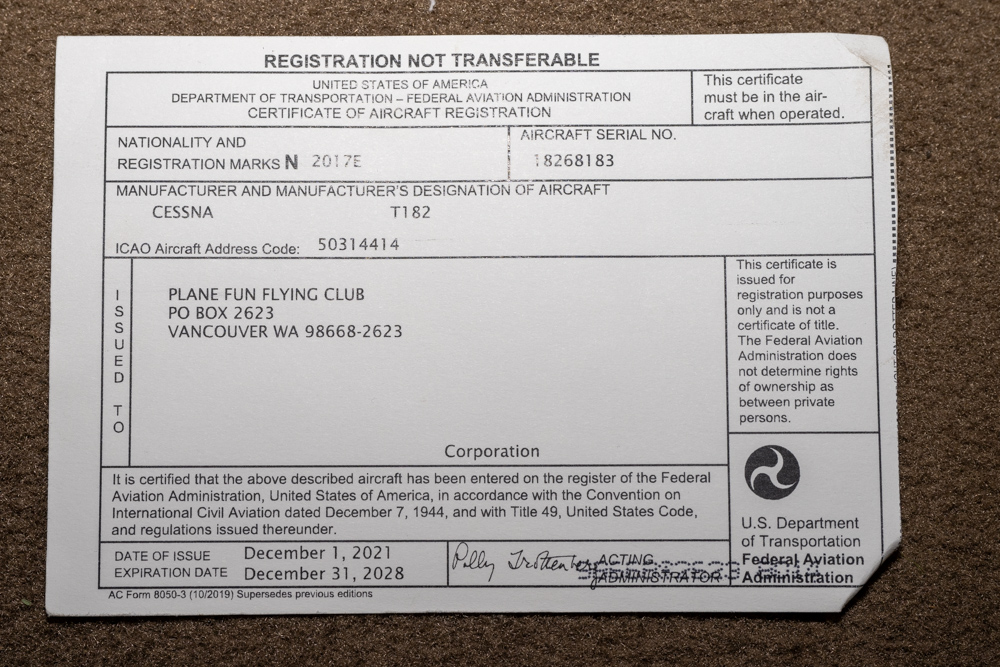 REGISTRATION NOT TRANSFERABLE
UNITED STATES OF AMERICA
DEPARTMENT OF TRANSPORTATION – FEDERAL AVIATION ADMINISTRATION
CERTIFICATE OF AIRCRAFT REGISTRATION
This certificate
must be in the air-
craft when operated.
NATIONALITY AND
REGISTRATION MARKS N 2017E
AIRCRAFT SERIAL NO.
18268183
MANUFACTURER AND MANUFACTURER'S DESIGNATION OF AIRCRAFT
CESSNA T182
ICAO Aircraft Address Code: 50314414
ISSUED TO
PLANE FUN FLYING CLUB
PO BOX 2623
VANCOUVER WA 98668-2623
Corporation
This certificate is
issued for
registration purposes
only and is not a
certificate of title.
The Federal Aviation
Administration does
not determine rights
of ownership as
between private
persons.
It is certified that the above described aircraft has been entered on the register of the Federal
Aviation Administration, United States of America, in accordance with the Convention on
International Civil Aviation dated December 7, 1944, and with Title 49, United States Code,
and regulations issued thereunder.
DATE OF ISSUE December 1, 2021
EXPIRATION DATE December 31, 2028
Polly Trottenberg ACTING
ADMINISTRATOR
U.S. Department
of Transportation
Federal Aviation
Administration
AC Form 8050-3 (10/2019) Supersedes previous editions